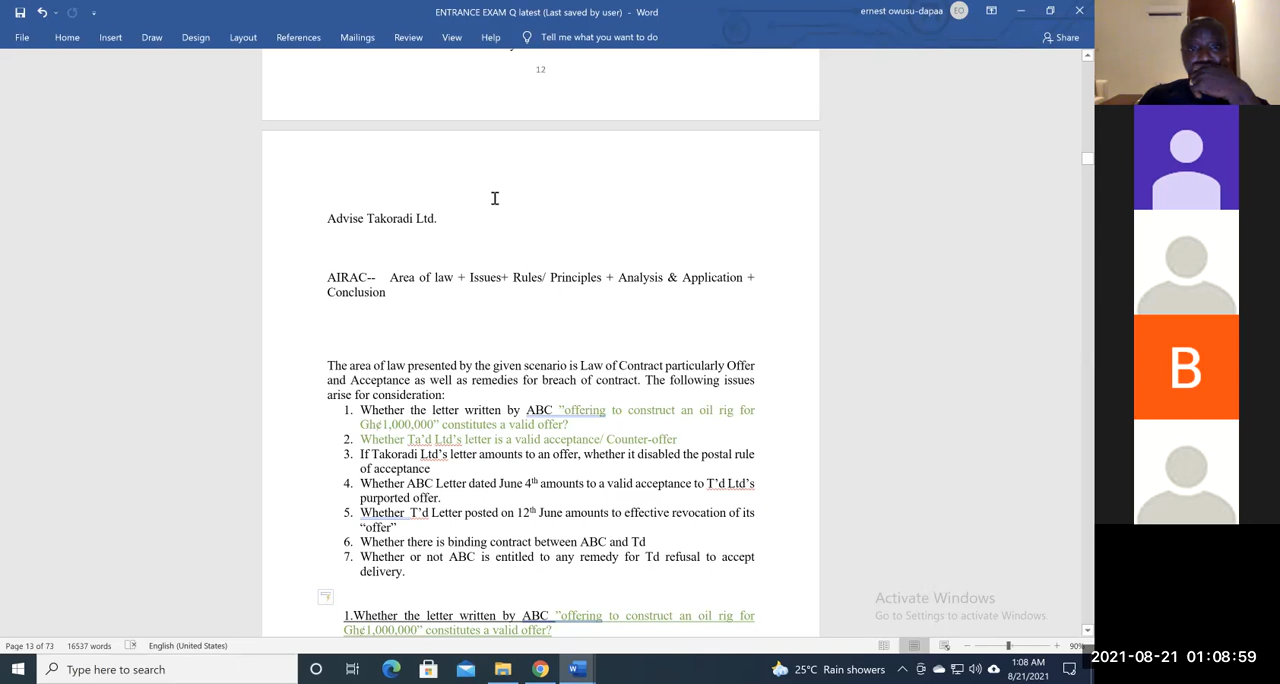 ENTRANCE EXAM Q latest (Last saved by user) - Word
ernest owusu-dapaa
EO
File Home Insert Draw Design Layout References Mailings Review View Help Tell me what you want to do
Share
12
Advise Takoradi Ltd.
AIRAC-- Area of law + Issues+ Rules/ Principles + Analysis & Application +
Conclusion
The area of law presented by the given scenario is Law of Contract particularly Offer
and Acceptance as well as remedies for breach of contract. The following issues
arise for consideration:
1. Whether the letter written by ABC ”offering to construct an oil rig for
Gh¢1,000,000” constitutes a valid offer?
2. Whether Ta’d Ltd’s letter is a valid acceptance/ Counter-offer
3. If Takoradi Ltd’s letter amounts to an offer, whether it disabled the postal rule
of acceptance
4. Whether ABC Letter dated June 4th amounts to a valid acceptance to T’d Ltd’s
purported offer.
5. Whether T’d Letter posted on 12th June amounts to effective revocation of its
“offer”
6. Whether there is binding contract between ABC and Td
7. Whether or not ABC is entitled to any remedy for Td refusal to accept
delivery.
1.Whether the letter written by ABC ”offering to construct an oil rig for
Gh¢1,000,000” constitutes a valid offer?
B
Activate Windows
Go to Settings to activate Windows.
Page 13 of 73 16537 words English (United States)
90%
Type here to search
25°C Rain showers
1:08 AM
8/21/2021
2021-08-21 01:08:59